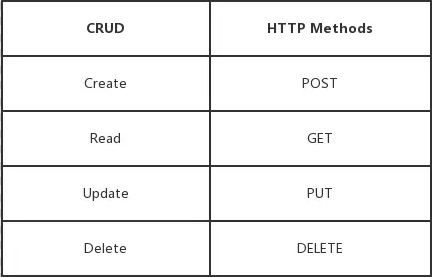 CRUD HTTP Methods
Create POST
Read GET
Update PUT
Delete DELETE